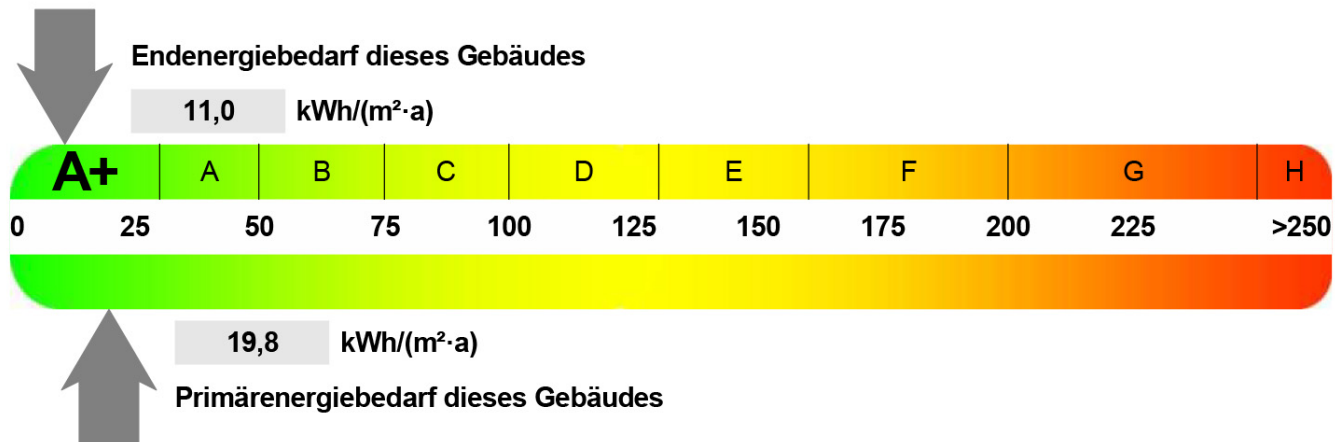 Endenergiebedarf dieses Gebäudes
11,0 kWh/(m²·a)
A+ A B C D E F G H
0 25 50 75 100 125 150 175 200 225 >250
19,8 kWh/(m²·a)
Primärenergiebedarf dieses Gebäudes